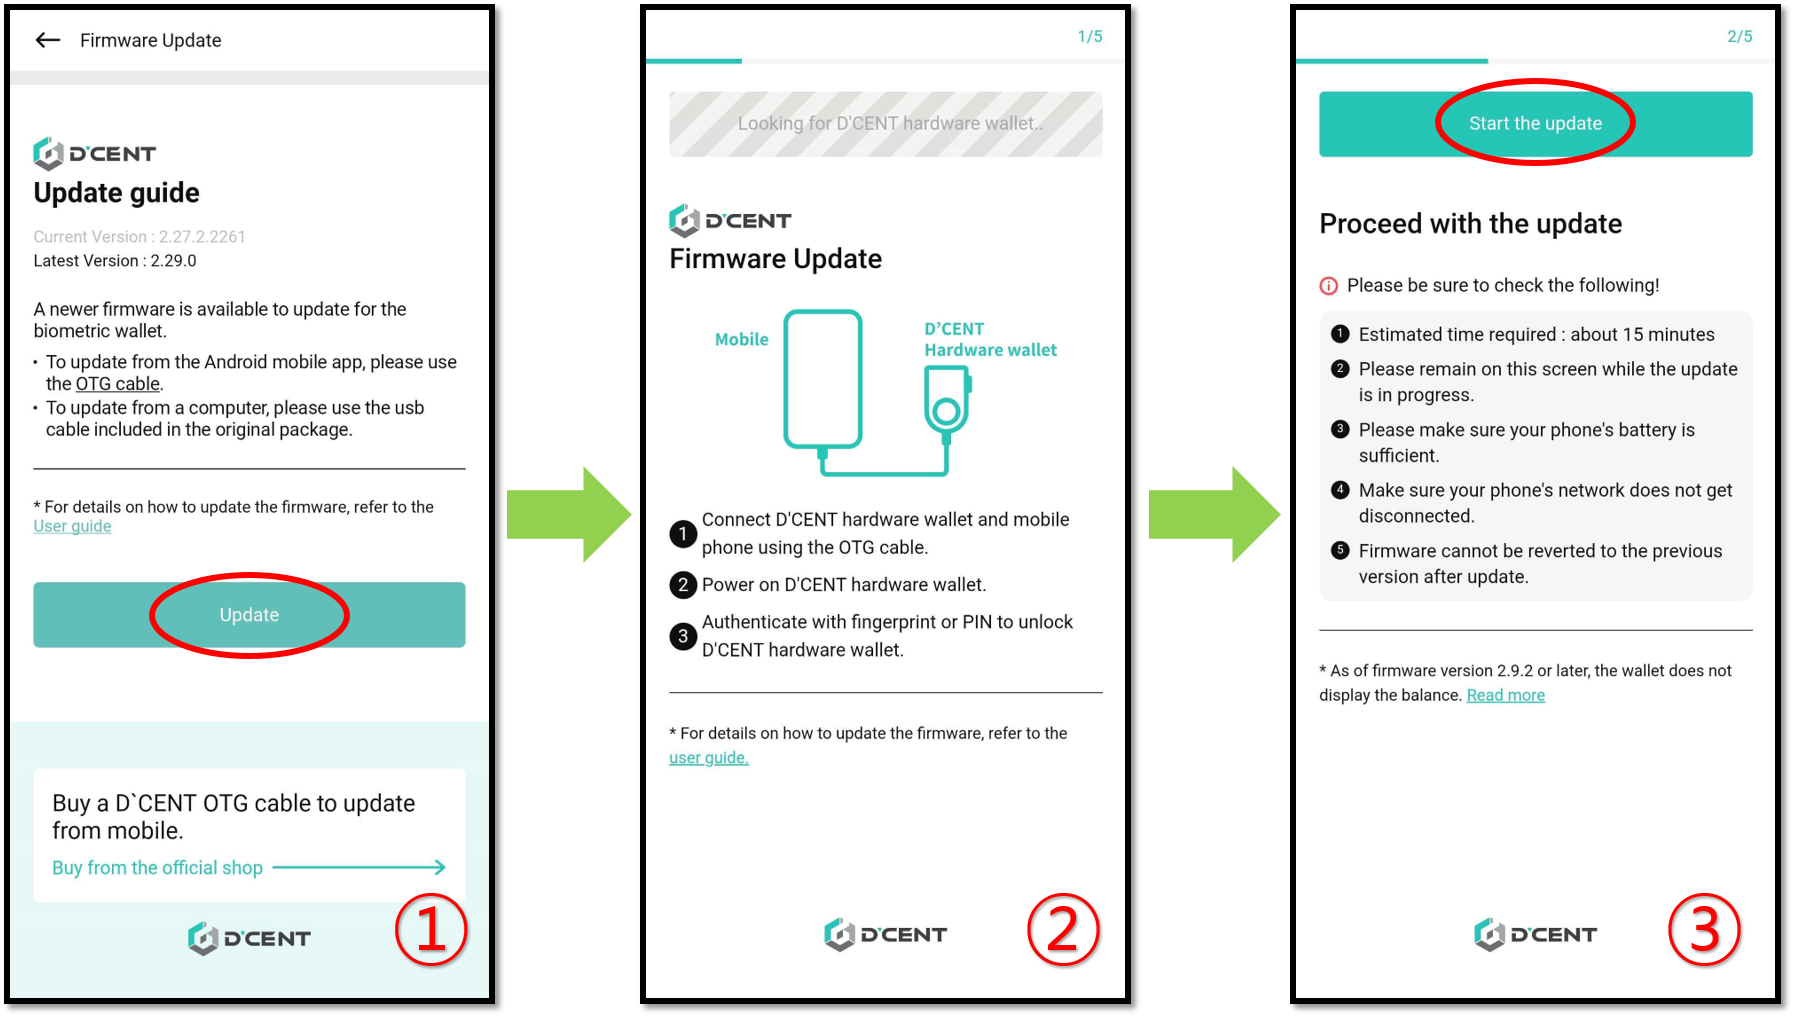 Firmware Update
D'CENT
Update guide
Current Version : 2.27.2.2261
Latest Version : 2.29.0
A newer firmware is available to update for the
biometric wallet.
• To update from the Android mobile app, please use
the OTG cable.
• To update from a computer, please use the usb
cable included in the original package.
* For details on how to update the firmware, refer to the
User guide
Update
Buy a D`CENT OTG cable to update
from mobile.
Buy from the official shop
D'CENT
①
1/5
Looking for D'CENT hardware wallet..
D'CENT
Firmware Update
Mobile
D’CENT
Hardware wallet
1 Connect D'CENT hardware wallet and mobile
phone using the OTG cable.
2 Power on D'CENT hardware wallet.
3 Authenticate with fingerprint or PIN to unlock
D'CENT hardware wallet.
* For details on how to update the firmware, refer to the
user guide.
D'CENT
②
2/5
Start the update
Proceed with the update
Please be sure to check the following!
1 Estimated time required : about 15 minutes
2 Please remain on this screen while the update
is in progress.
3 Please make sure your phone's battery is
sufficient.
4 Make sure your phone's network does not get
disconnected.
5 Firmware cannot be reverted to the previous
version after update.
* As of firmware version 2.9.2 or later, the wallet does not
display the balance. Read more
D'CENT
③